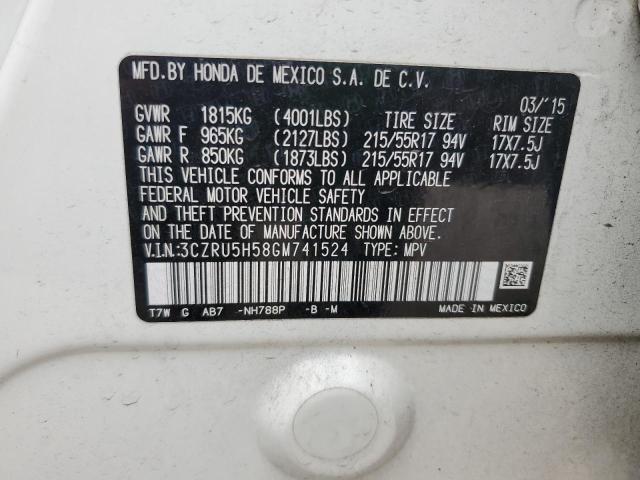 MFD.BY HONDA DE MEXICO S.A. DE C.V.
03/'15
GVWR 1815KG (4001LBS) TIRE SIZE RIM SIZE
GAWR F 965KG (2127LBS) 215/55R17 94V 17X7.5J
GAWR R 850KG (1873LBS) 215/55R17 94V 17X7.5J
THIS VEHICLE CONFORMS TO ALL APPLICABLE
FEDERAL MOTOR VEHICLE SAFETY
AND THEFT PREVENTION STANDARDS IN EFFECT
ON THE DATE OF MANUFACTURE SHOWN ABOVE.
V.I.N.:3CZRU5H58GM741524 TYPE: MPV
T7W G AB7 -NH788P -B -M
MADE IN MEXICO